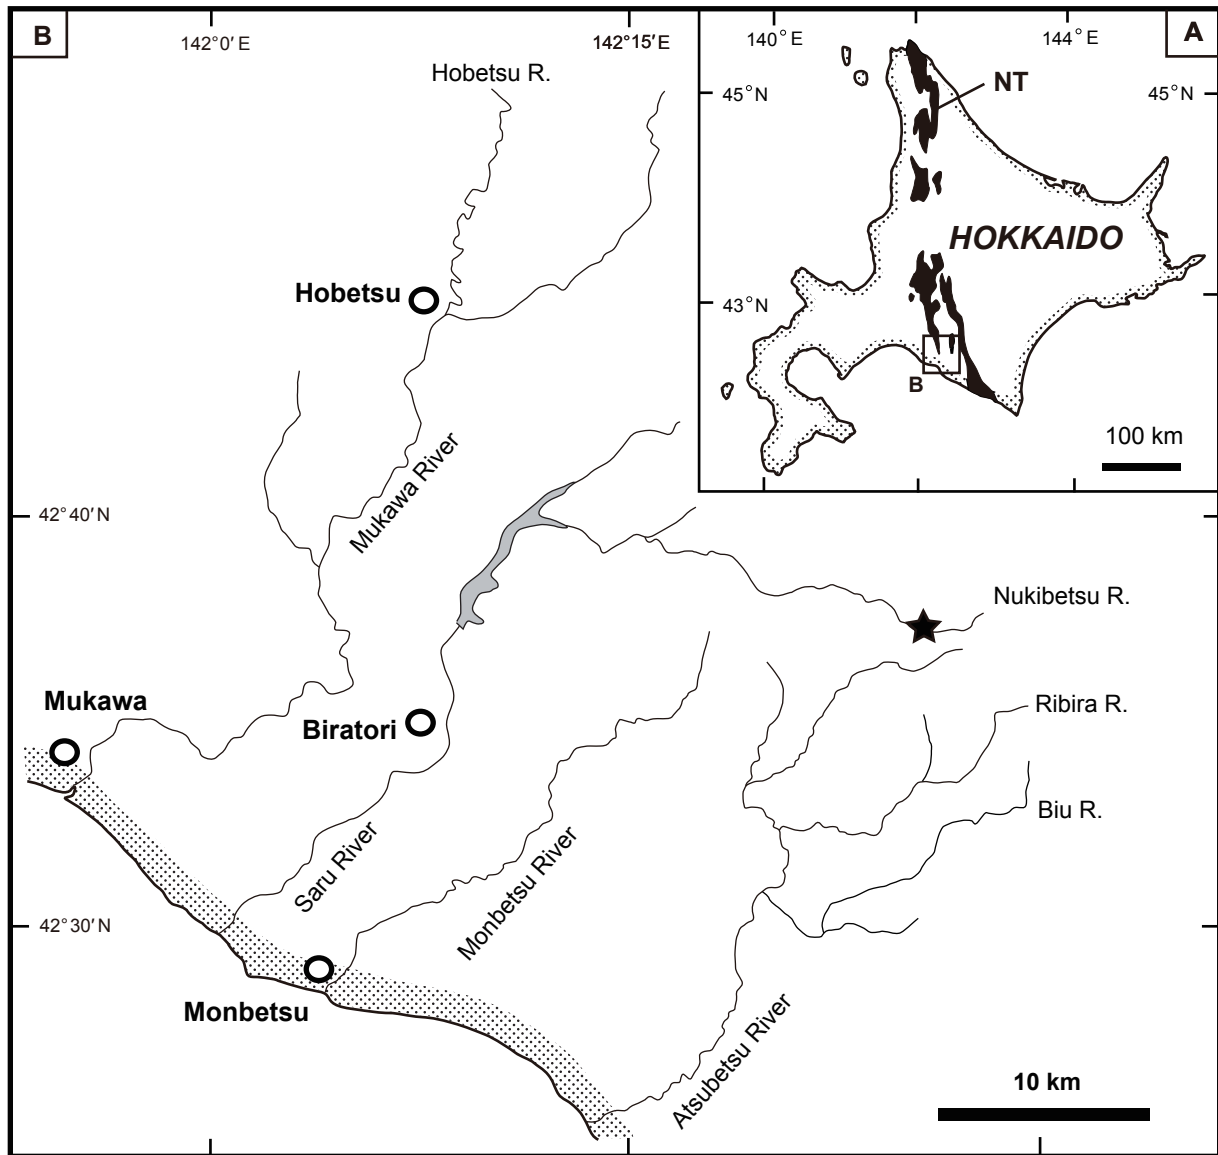 B
142°0′E
142°15′E
140°E
144°E
A
Hobetsu R.
45°N
NT
45°N
HOKKAIDO
Hobetsu
43°N
B
100 km
Mukawa River
42°40′N
Nukibetsu R.
Mukawa
Biratori
Ribira R.
Biu R.
Saru River
Monbetsu River
42°30′N
Monbetsu
Atsubetsu River
10 km